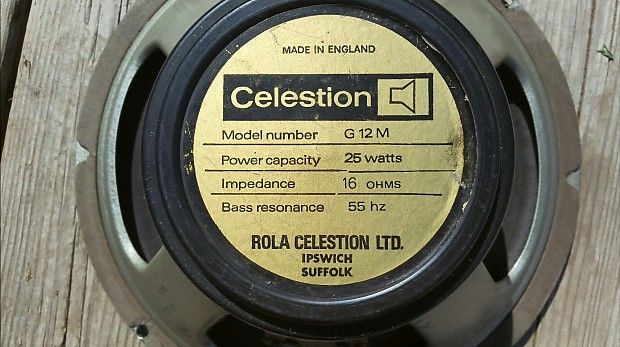 MADE IN ENGLAND
Celestion
Model number G 12 M
Power capacity 25 watts
Impedance 16 OHMS
Bass resonance 55 hz
ROLA CELESTION LTD.
IPSWICH
SUFFOLK